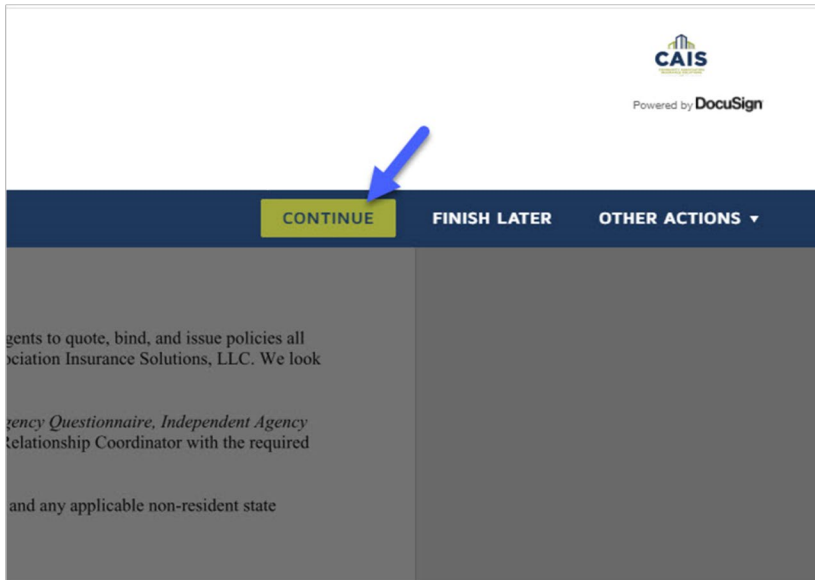 CAIS
Powered by DocuSign
CONTINUE
FINISH LATER
OTHER ACTIONS
gents to quote, bind, and issue policies all
ociation Insurance Solutions, LLC. We look
gency Questionnaire, Independent Agency
Relationship Coordinator with the required
and any applicable non-resident state